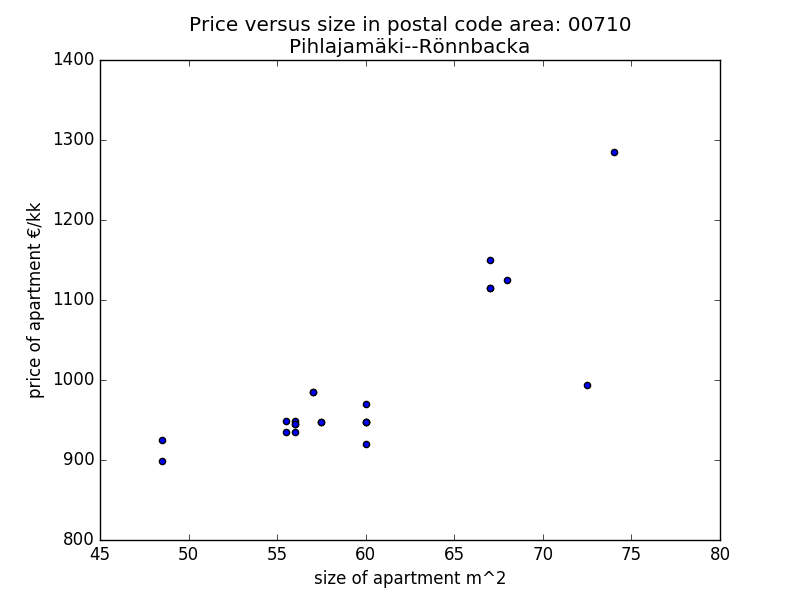 Price versus size in postal code area: 00710
Pihlajamäki--Rönnbacka
1400
1300
1200
1100
1000
900
800
price of apartment €/kk
45 50 55 60 65 70 75 80
size of apartment m^2